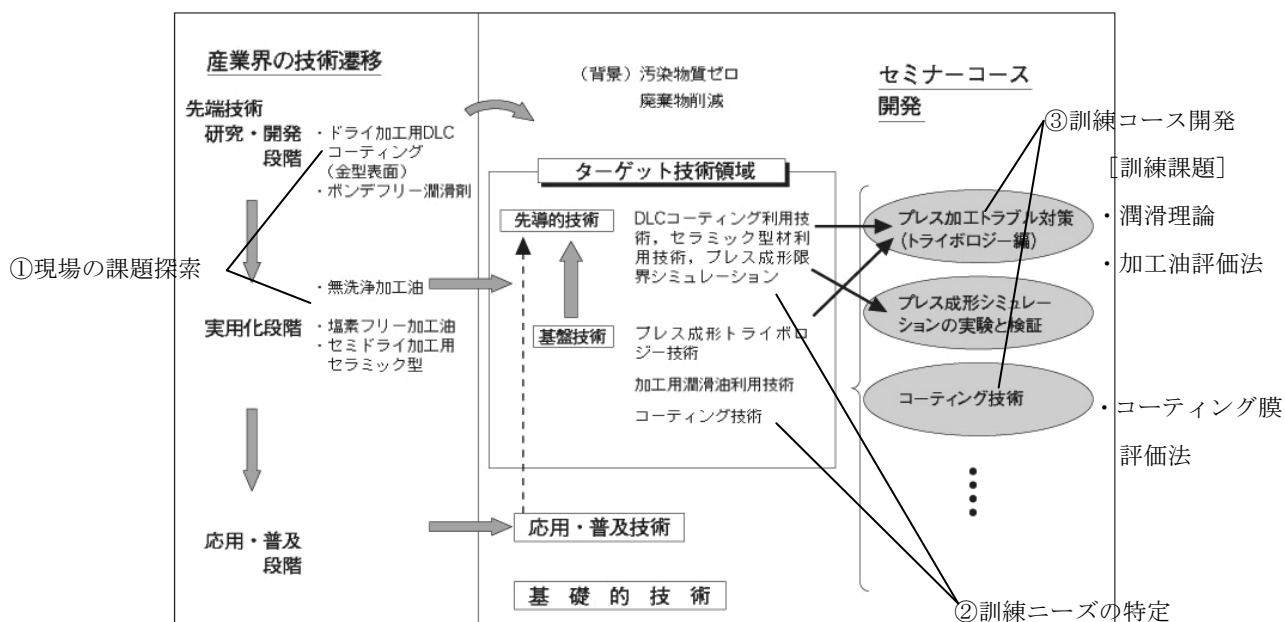 産業界の技術遷移
先端技術
研究・開発
段階
・ドライ加工用DLC
コーティング
(金型表面)
・ボンデフリー潤滑剤
①現場の課題探索
・無洗浄加工油
実用化段階
・塩素フリー加工油
・セミドライ加工用
セラミック型
応用・普及
段階
(背景)汚染物質ゼロ
廃棄物削減
ターゲット技術領域
先導的技術
DLCコーティング利用技
術,セラミック型材利
用技術,プレス成形限
界シミュレーション
基盤技術
プレス成形トライボロ
ジー技術
加工用潤滑油利用技術
コーティング技術
応用・普及技術
基礎的技術
セミナーコース
開発
③訓練コース開発
[訓練課題]
プレス加工トラブル対策
(トライボロジー編)
・潤滑理論
・加工油評価法
プレス成形シミュレー
ションの実験と検証
コーティング技術
・コーティング膜
評価法
②訓練ニーズの特定